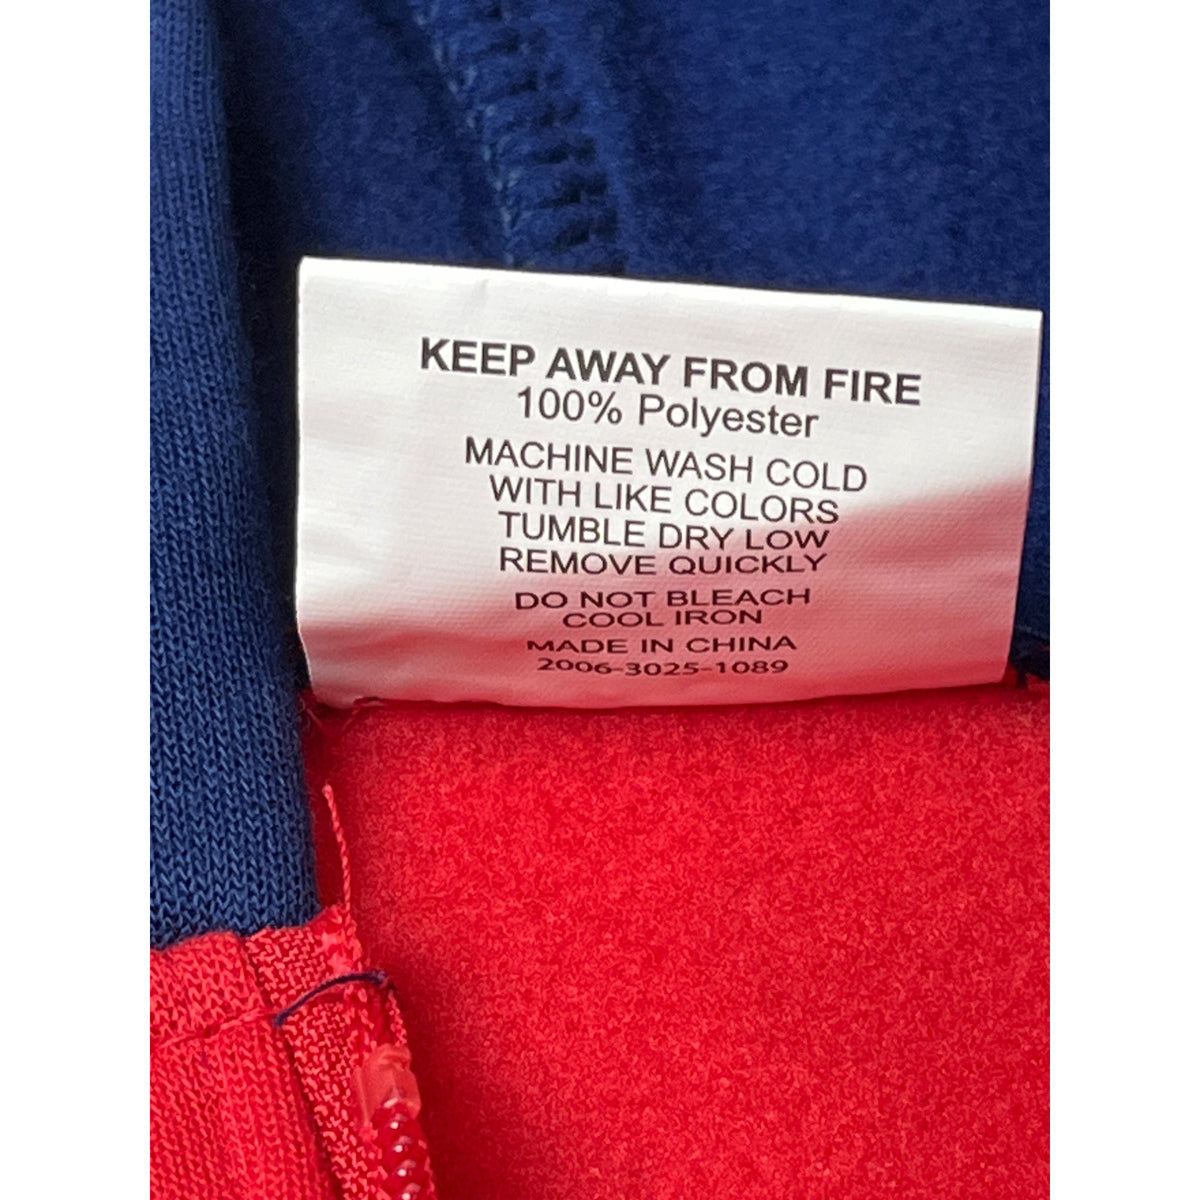 KEEP AWAY FROM FIRE
100% Polyester
MACHINE WASH COLD
WITH LIKE COLORS
TUMBLE DRY LOW
REMOVE QUICKLY
DO NOT BLEACH
COOL IRON
MADE IN CHINA
2006-3025-1089